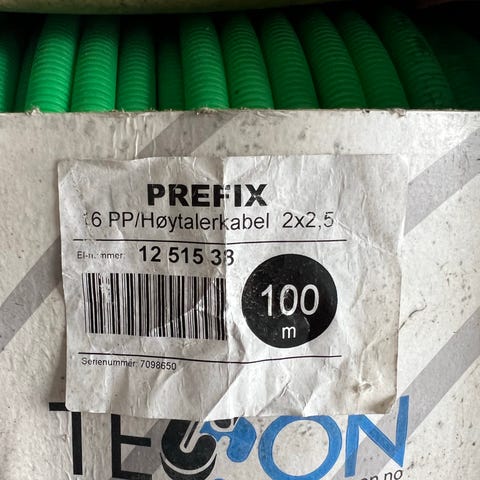 PREFIX
16 PP/Høytalerkabel 2x2,5
El-nummer: 12 515 38
100
m
Serienummer: 7098650